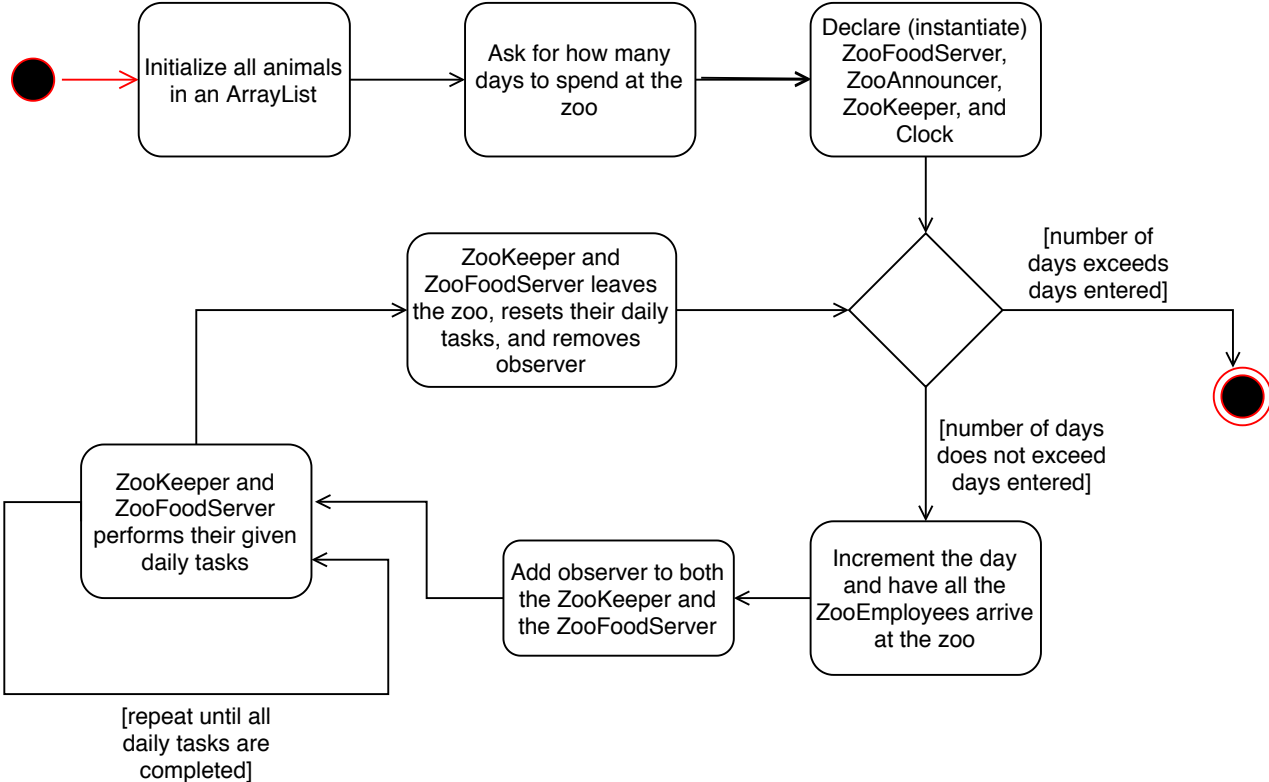 Initialize all animals
in an ArrayList
Ask for how many
days to spend at the
zoo
Declare (instantiate)
ZooFoodServer,
ZooAnnouncer,
ZooKeeper, and
Clock
[number of
days exceeds
days entered]
ZooKeeper and
ZooFoodServer leaves
the zoo, resets their daily
tasks, and removes
observer
[number of days
does not exceed
days entered]
ZooKeeper and
ZooFoodServer
performs their given
daily tasks
Add observer to both
the ZooKeeper and
the ZooFoodServer
Increment the day
and have all the
ZooEmployees arrive
at the zoo
[repeat until all
daily tasks are
completed]